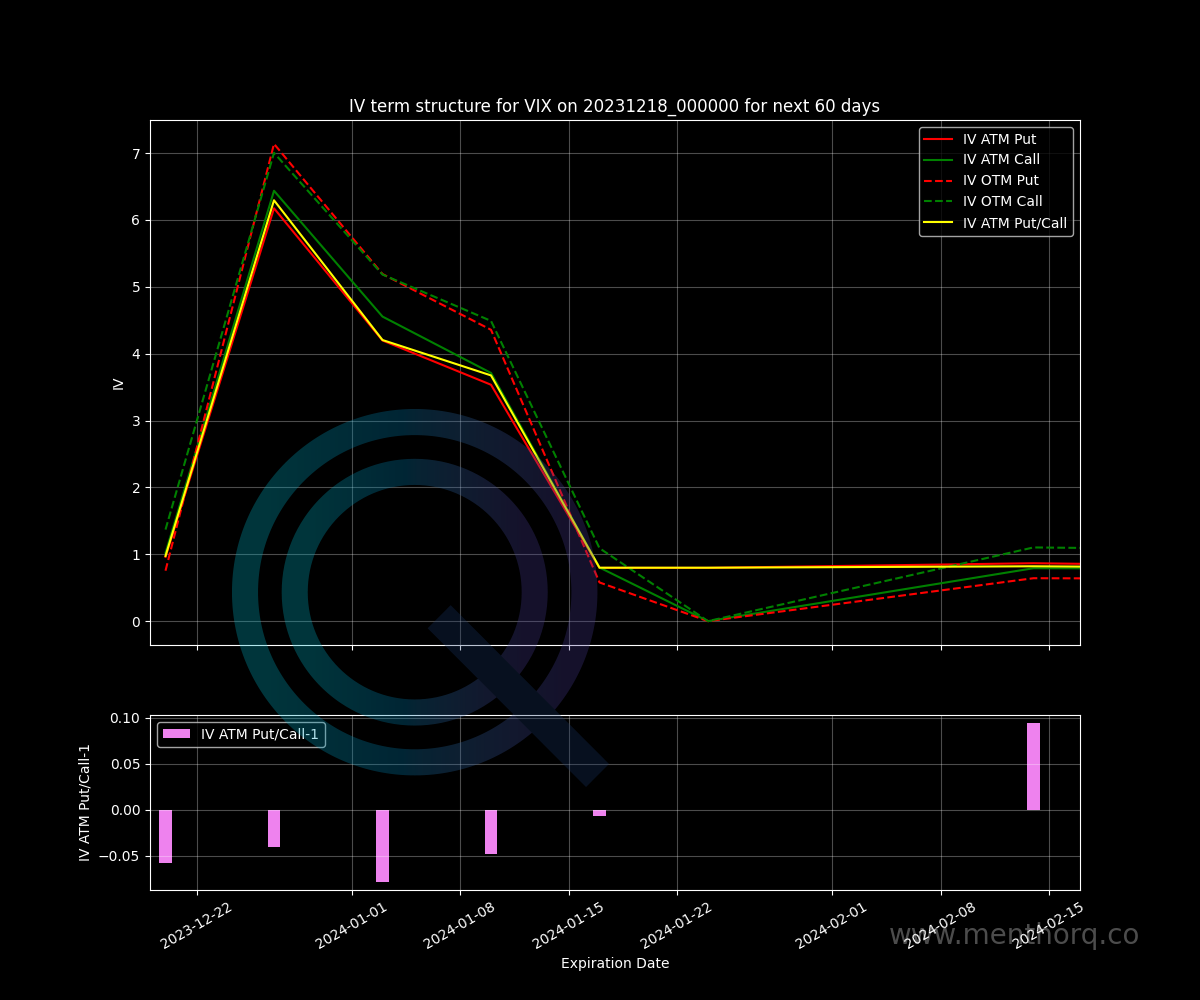 IV term structure for VIX on 20231218_000000 for next 60 days
IV
7
6
5
4
3
2
1
0
IV ATM Put
IV ATM Call
IV OTM Put
IV OTM Call
IV ATM Put/Call
IV ATM Put/Call-1
0.10
0.05
0.00
−0.05
IV ATM Put/Call-1
2023-12-22
2024-01-01
2024-01-08
2024-01-15
2024-01-22
2024-02-01
2024-02-08
2024-02-15
Expiration Date
www.menthorq.co